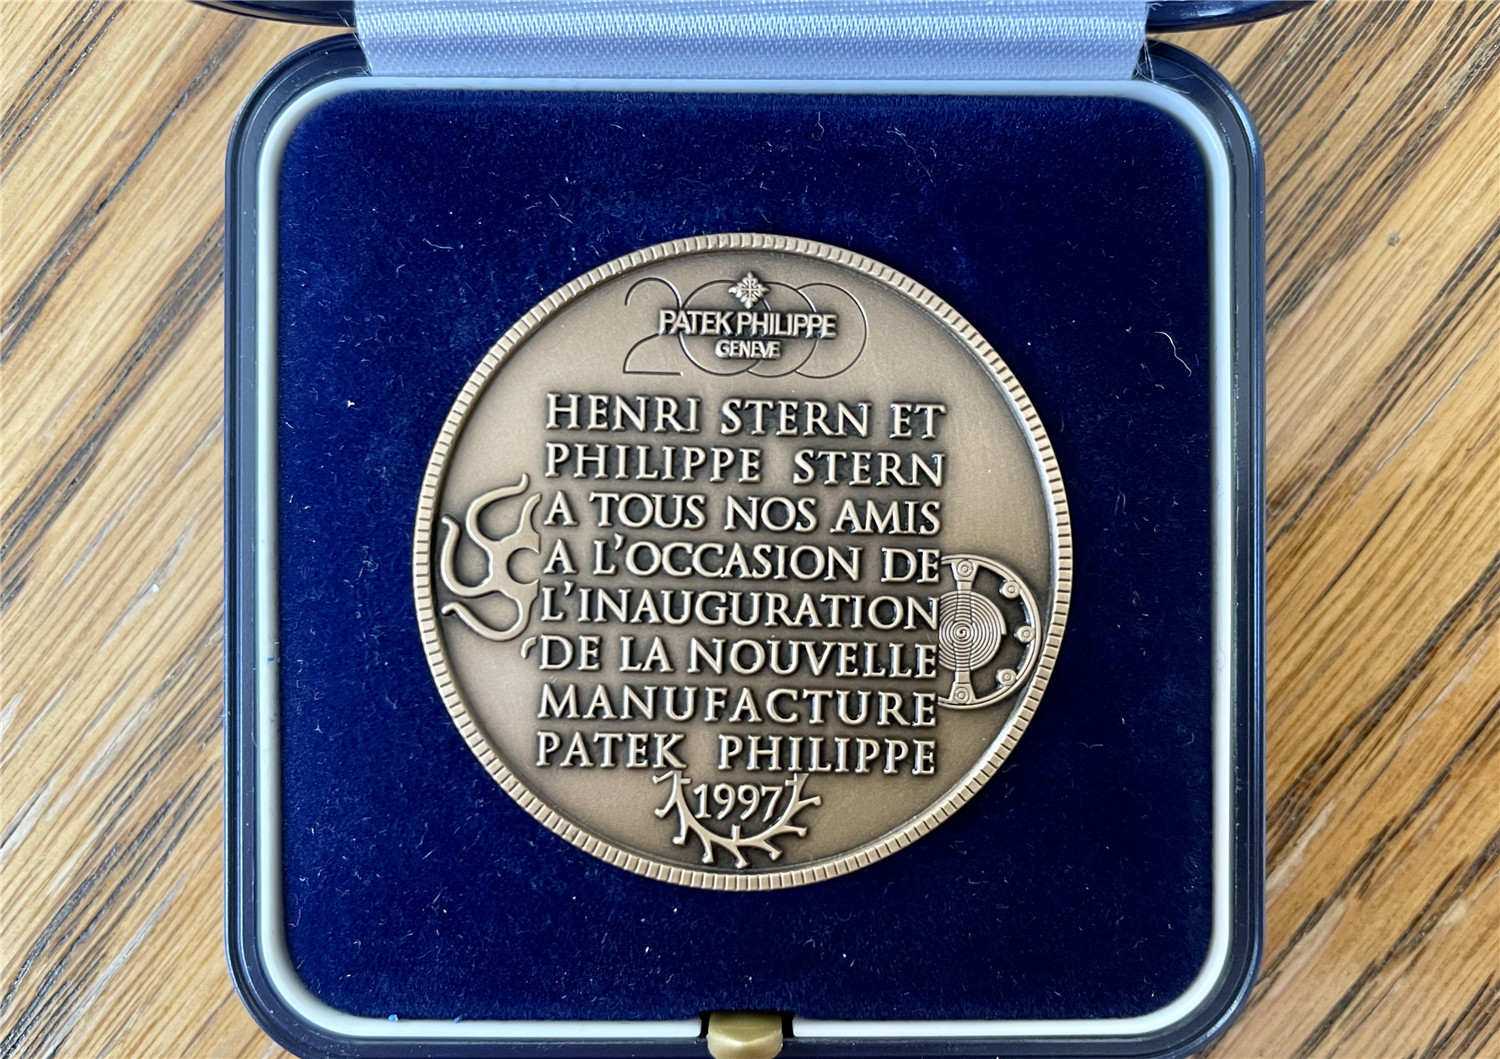 2000
PATEK PHILIPPE
GENEVE
HENRI STERN ET
PHILIPPE STERN
A TOUS NOS AMIS
A L'OCCASION DE
L'INAUGURATION
DE LA NOUVELLE
MANUFACTURE
PATEK PHILIPPE
1997